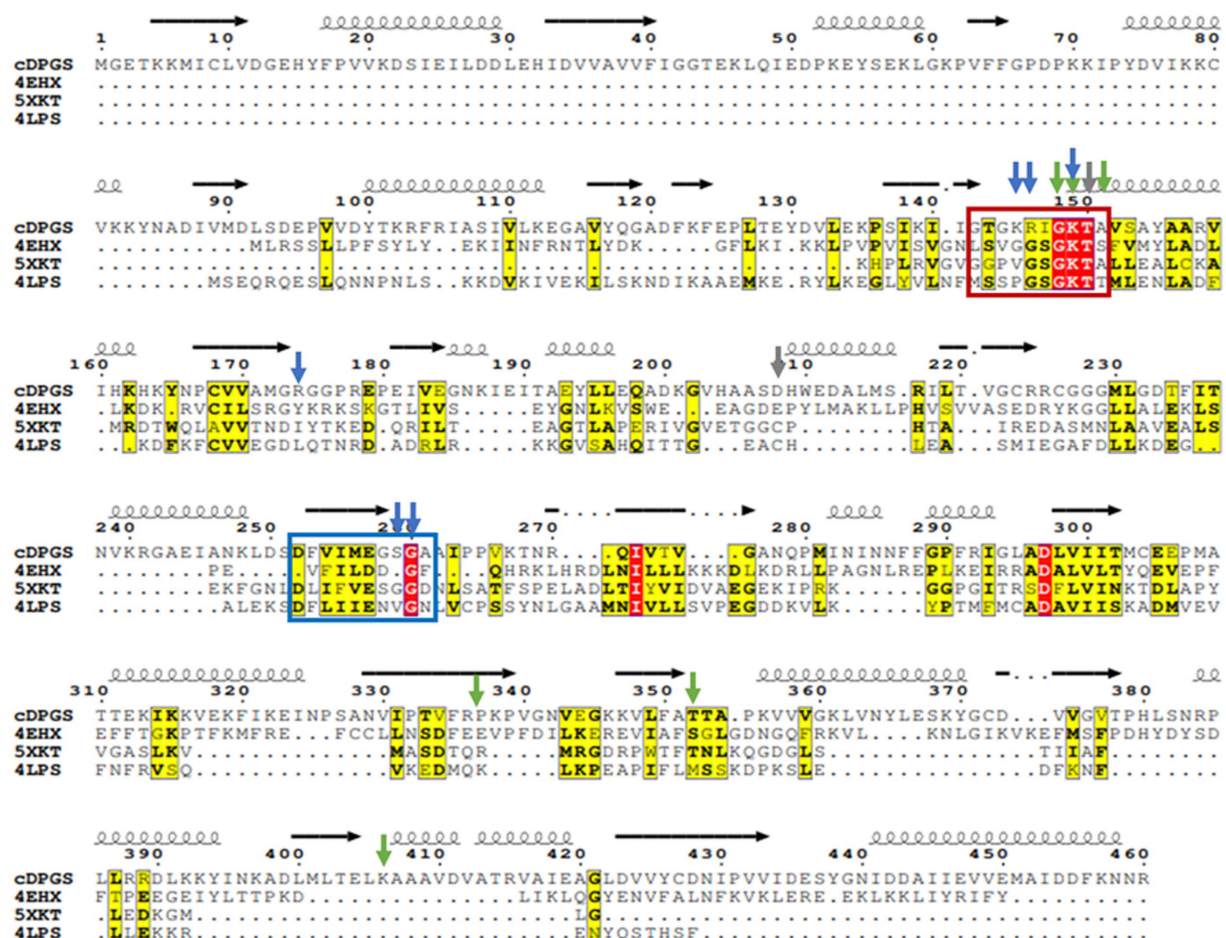 1 10 20 30 40 50 60 70 80
cDPGS MGETKKMICLVDGEHYFPVVKDSIEILDDLEHIDVVAVVFIGGTEKLQIEDPKEYSEKLGKPVFFGPDPKKIPYDVIKKC
4EHX ................................................................................
5XKT ................................................................................
4LPS ................................................................................
90 100 110 120 130 140 150
cDPGS VKKYNADIVMDLSDEPVVDYTKRFRIASIVLKEGAVYQGADFKFEPLTEYDVLEKPSIKI.IGTGKRIGKTAVSAYAARV
4EHX ...........MLRSSLLPFSYLY..EKIINFRNTLYDK....GFLKI.KKLPVPVISVGNLSVGGSGKTSFVMYLADL
5XKT ......................................................KHPLRVGVVGGPVGSGKTALLEALCKA
4LPS ........MSEQRQESLQNNPNLS..KKDVKIVEKILSKNDIKAAEMKE.RYLKEGLYVLNFMSSPGSGKTTMLENLADF
160 170 180 190 200 210 220 230
cDPGS IHKHKYNPCVVAMGRGGPREPEIVEGNKIEITAEYLLEQADKGVHAASDHWEDALMS.RILT.VGCRRCGGGMLGDTFIT
4EHX .LKDK.RVCILSRGYKRKSKGTLIVS.....EYGNLKVSWE..EAGDEPYLMAKLLPHVSVVASEDRYKGGLLALEKLS
5XKT .MRDTWQLAVVTNDIYTKED.QRILT.....EAGTLAPERIVGVETGGCP.......HTA...IREDASMNLAAVEALS
4LPS ...KDFKFCVVEGDLQTNRD.ADRLR.....KKGVSAHQITTG...EACH.......LEA...SMIEGAFDLLKDEG..
240 250 260 270 280 290 300
cDPGS NVKRGAEIANKLDSDFVIMEGSGAAIPPVKTNR....QIVTV...GANQPMININNFFGPFRIGLADLVIITMCEEPMA
4EHX ........PE.....VFILDD.GF...QHRKLHRDLNILLLKKKDLKDRLLPAGNLREPLKEIRRADALVLTYQEVEPF
5XKT .........EKFGNLDLIFVESGGDNLSATFSPELADLTIYVIDVAEGDKIPRK....GGPGITRSDFLVINKTDLAPY
4LPS .........ALEKSDFLIIENVGNLVCPSSYNLGAAMNIVLLSVPEGDDKVLK.....YPTMFMCADAVIISKADMVEV
310 320 330 340 350 360 370 380
cDPGS TTEKIKKVEKFIKEINPSANVIPTVFRPKPVGNVEGKKVLFATTA.PKVVVGKLVNYLESKYGCD...VVGVTPHLSNRP
4EHX EFFTGKPTFKMFRE...FCCLLNSDFEEVPFDILKEREVIAFSGLGDNGQFRKVL....KNLGIKVKEFMSFPDHYDYSD
5XKT VGASLKV..............MASDTQR.....MRGDRPWTFTNLKQGDGLS...............TIIAF........
4LPS FNFRVSQ..............VKEDMQK.....LKPEAPIFLMSSKDPKSLE...............DFKNF........
390 400 410 420 430 440 450 460
cDPGS LLRRDLKKYINKADLMLTELKAAAVDVATRVAIEAGLDVVYCDNIPVVIDESYGNIDDAIIEVVEMAIDDFKNNR
4EHX FTPEEGEIYLTTPKD...............LIKLQGYENVFALNFKVKLERE.EKLKKLIYRIFY..........
5XKT .LEDKGM..........................LG.......................................
4LPS .LLEKKR..........................ENYQSTHSF................................